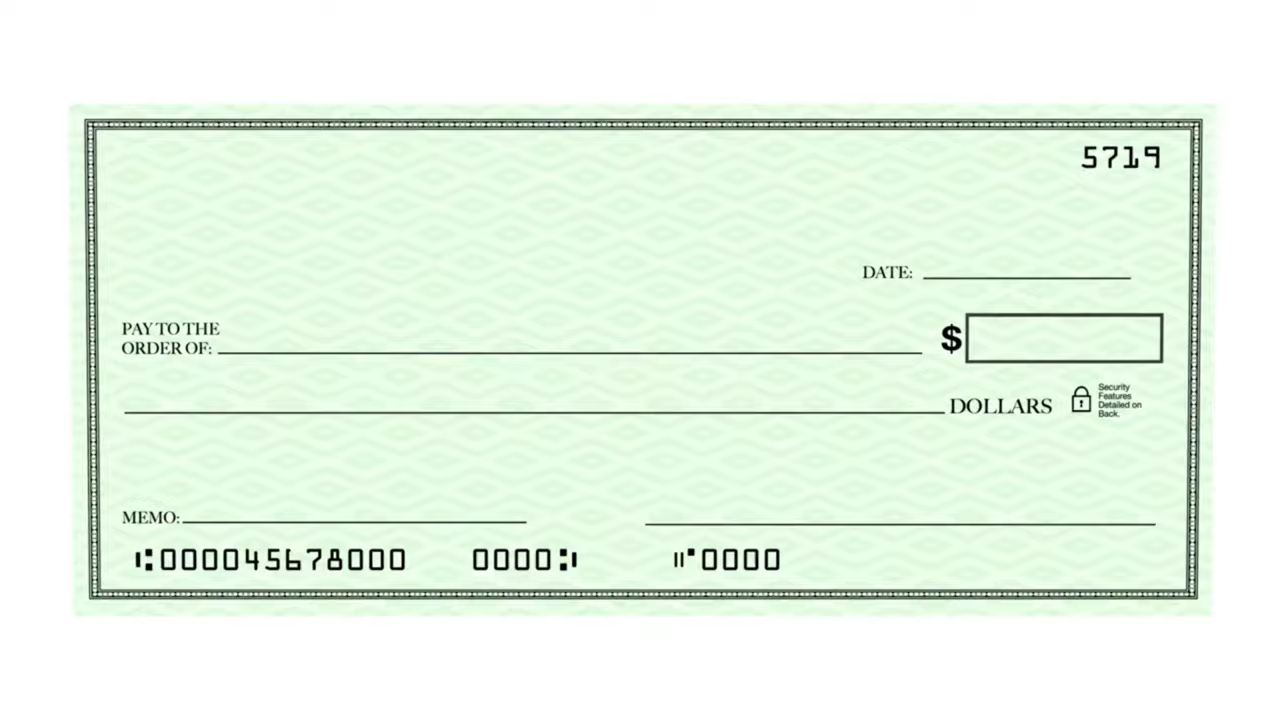 5719
DATE:
PAY TO THE
ORDER OF:
$
DOLLARS
Security
Features
Detailed on
Back.
MEMO:
⑆000045678000 0000⑆ ⑈0000